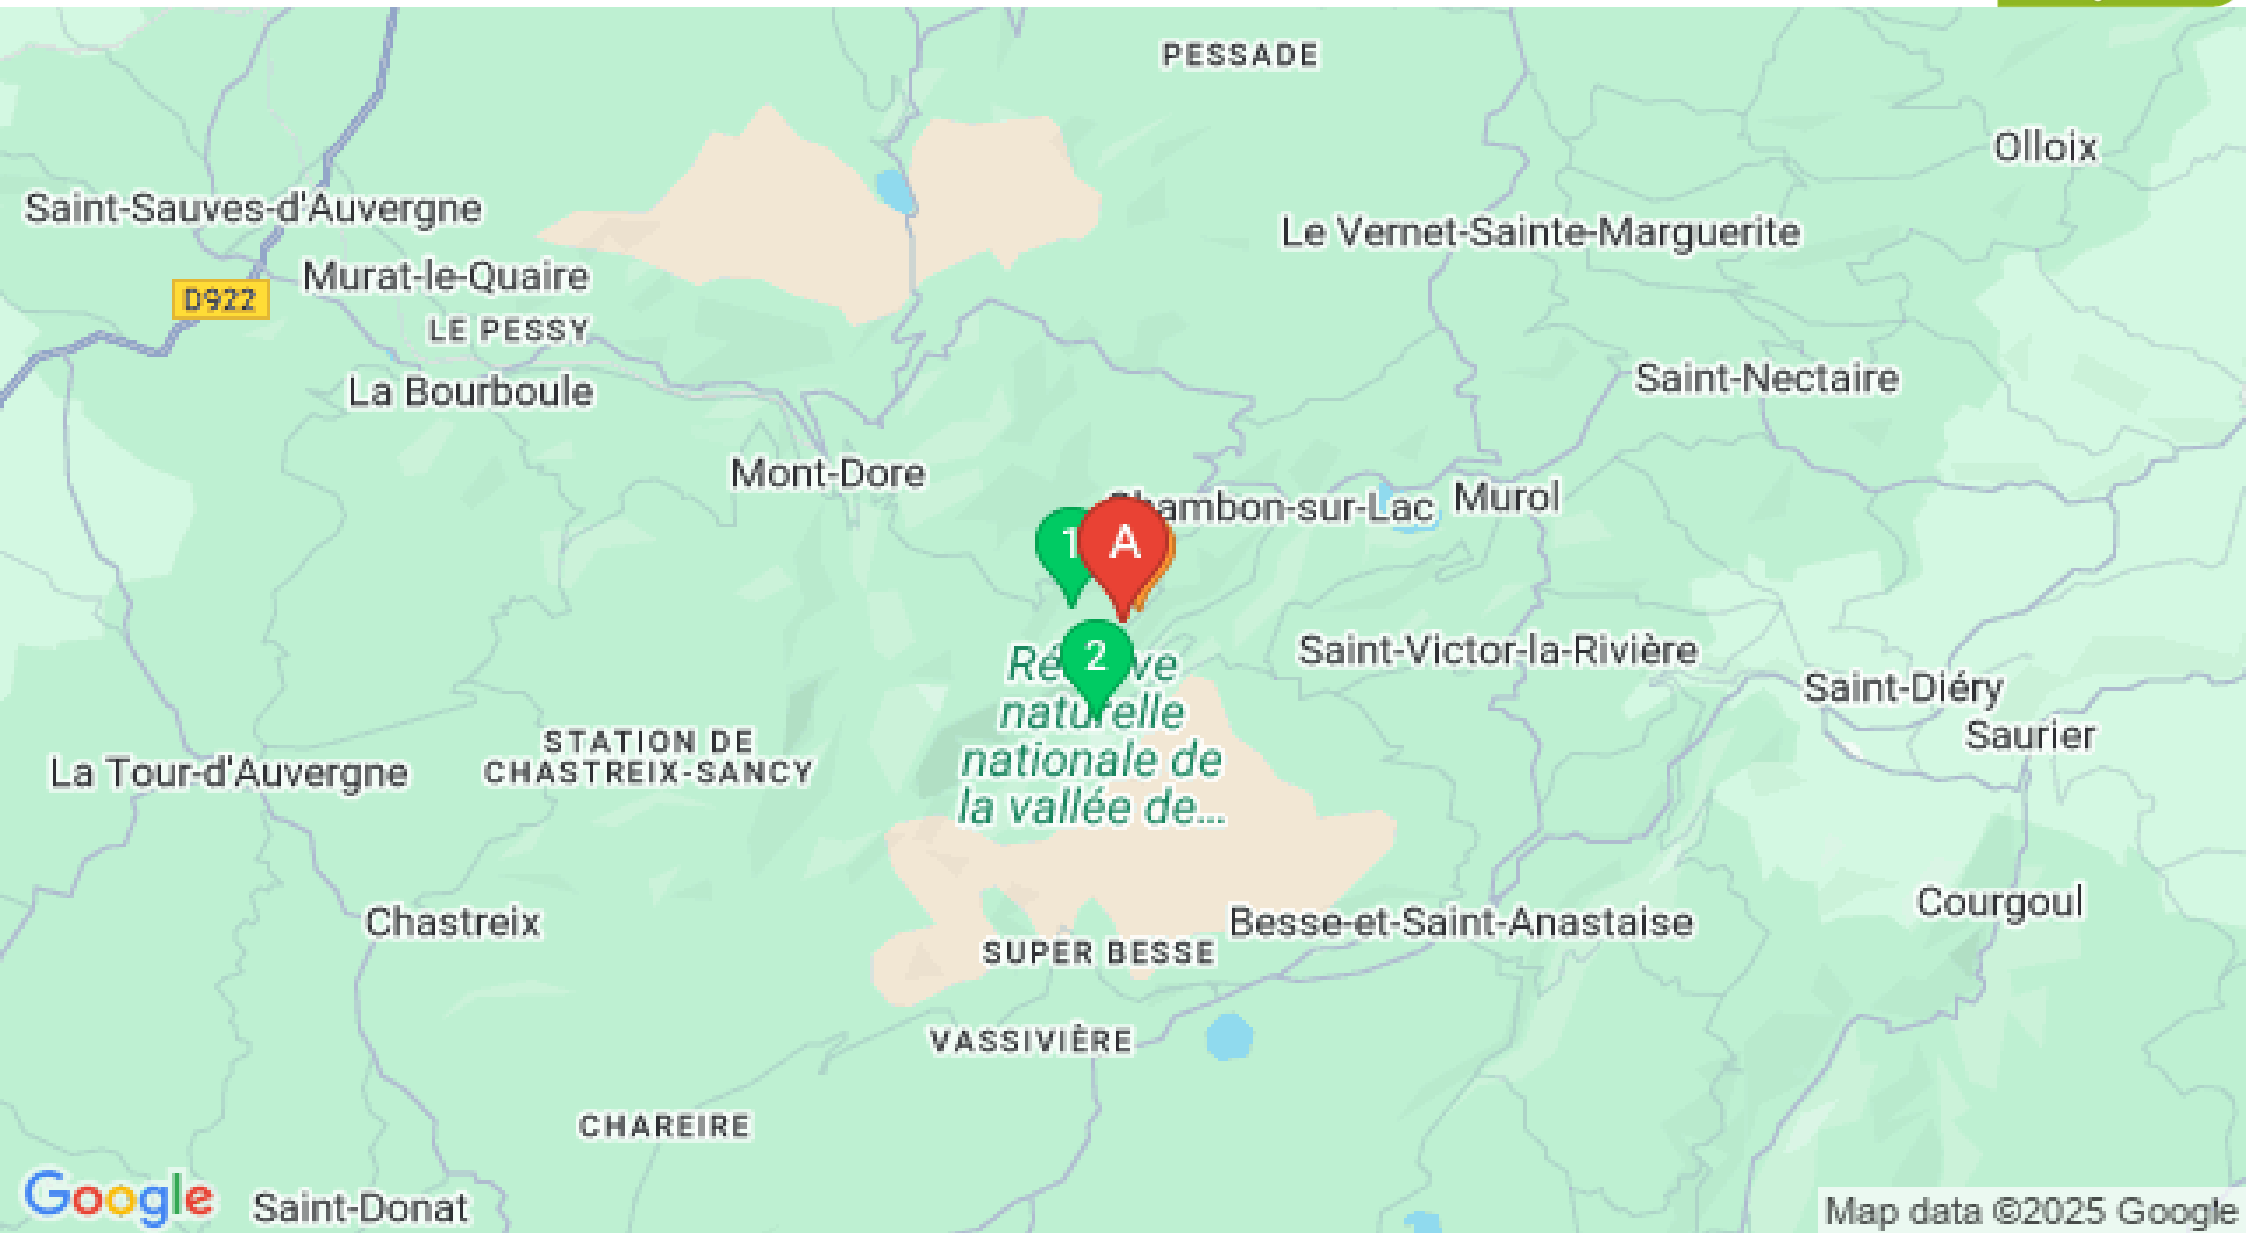 PESSADE
Olloix
Saint-Sauves-d'Auvergne
Le Vernet-Sainte-Marguerite
Murat-le-Quaire
D922
LE PESSY
La Bourboule
Saint-Nectaire
Mont-Dore
Murol
1
A
2
Saint-Victor-la-Rivière
naturelle
nationale de
la vallée de...
Saint-Diéry
Saurier
STATION DE
CHASTREIX-SANCY
La Tour-d'Auvergne
Courgoul
Chastreix
Besse-et-Saint-Anastaise
SUPER BESSE
VASSIVIÈRE
CHAREIRE
Google
Saint-Donat
Map data ©2025 Google